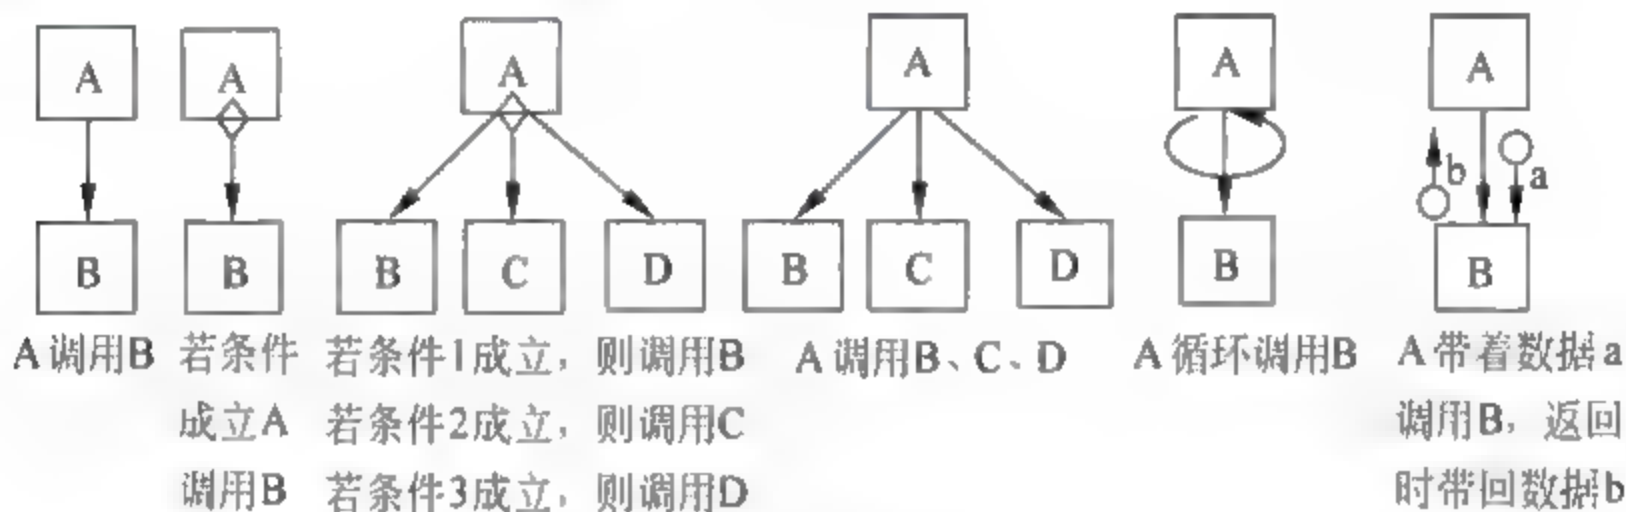 A A A A A A
b a
B B B C D B C D B B
A调用B 若条件 若条件1成立，则调用B A调用B、C、D A循环调用B A带着数据a
成立A 若条件2成立，则调用C 调用B，返回
调用B 若条件3成立，则调用D 时带回数据b